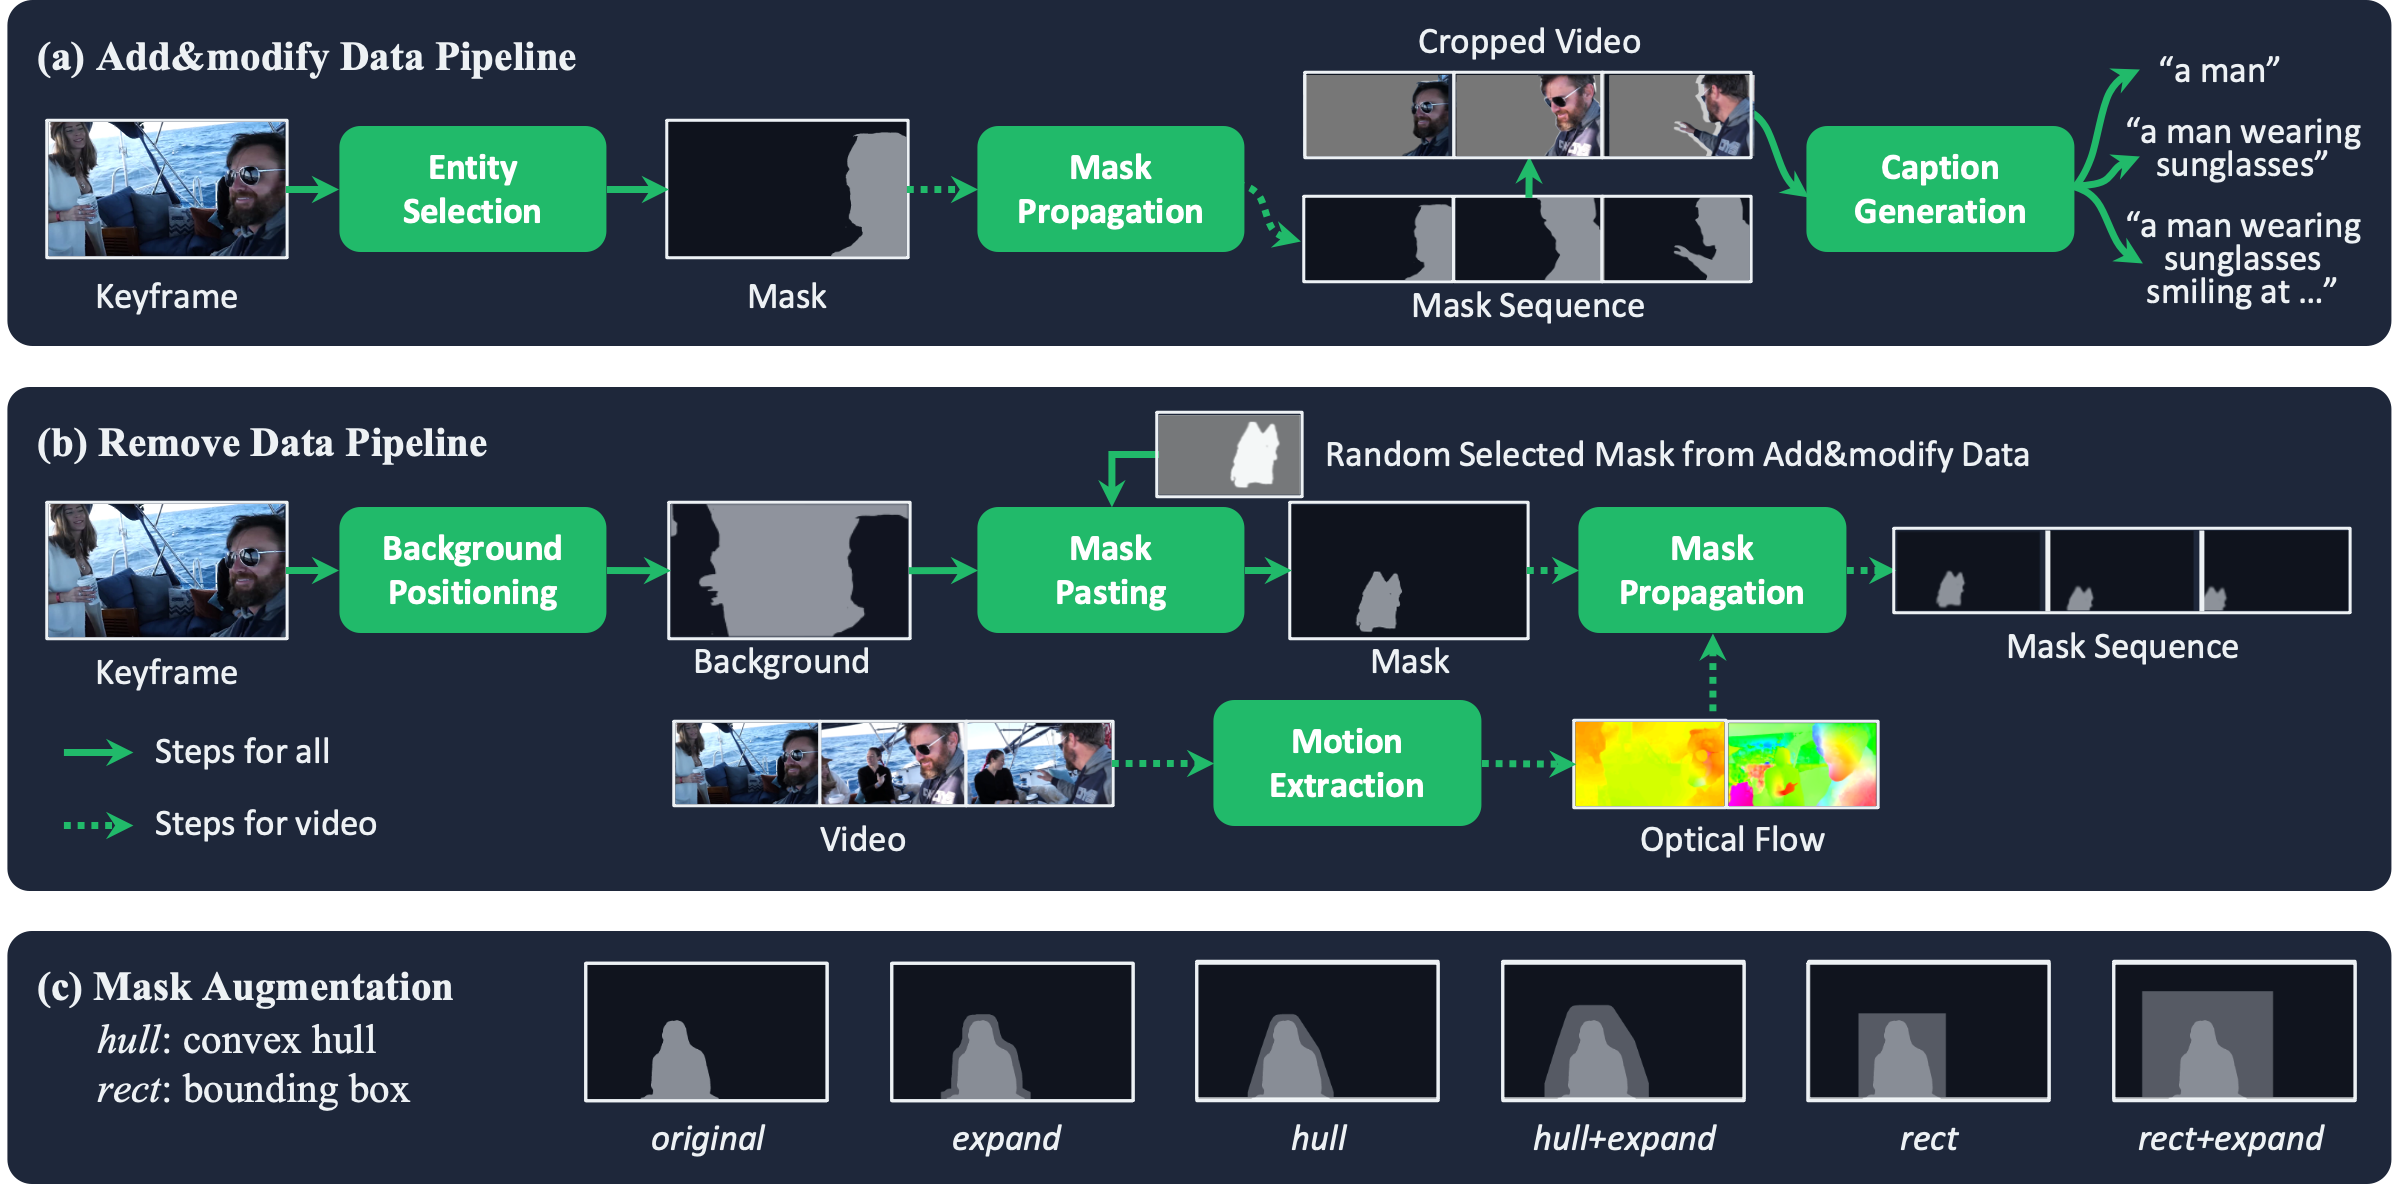 (a) Add&modify Data Pipeline
Keyframe
Entity
Selection
Mask
Mask
Propagation
Cropped Video
Mask Sequence
Caption
Generation
“a man”
“a man wearing
sunglasses”
“a man wearing
sunglasses
smiling at ...”
(b) Remove Data Pipeline
Random Selected Mask from Add&modify Data
Keyframe
Background
Positioning
Background
Mask
Pasting
Mask
Mask
Propagation
Mask Sequence
Steps for all
Steps for video
Video
Motion
Extraction
Optical Flow
(c) Mask Augmentation
hull: convex hull
rect: bounding box
original
expand
hull
hull+expand
rect
rect+expand